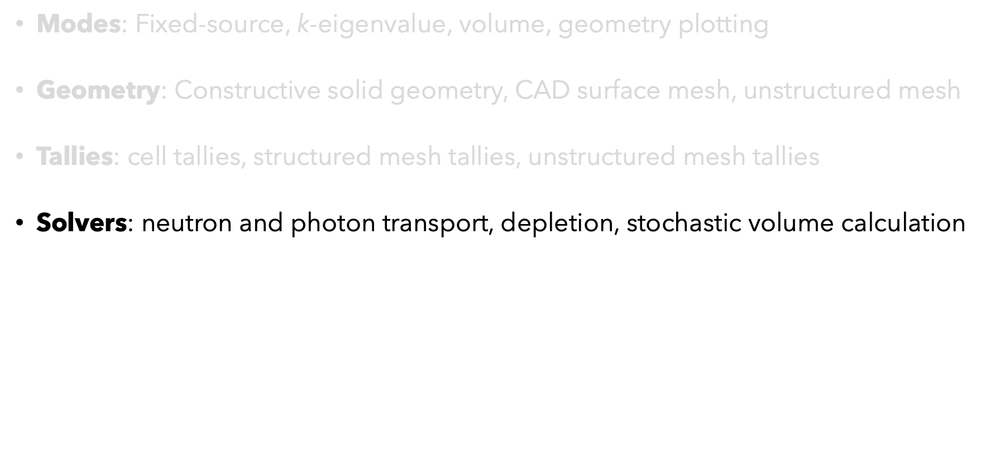 • Modes: Fixed-source, k-eigenvalue, volume, geometry plotting
• Geometry: Constructive solid geometry, CAD surface mesh, unstructured mesh
• Tallies: cell tallies, structured mesh tallies, unstructured mesh tallies
• Solvers: neutron and photon transport, depletion, stochastic volume calculation